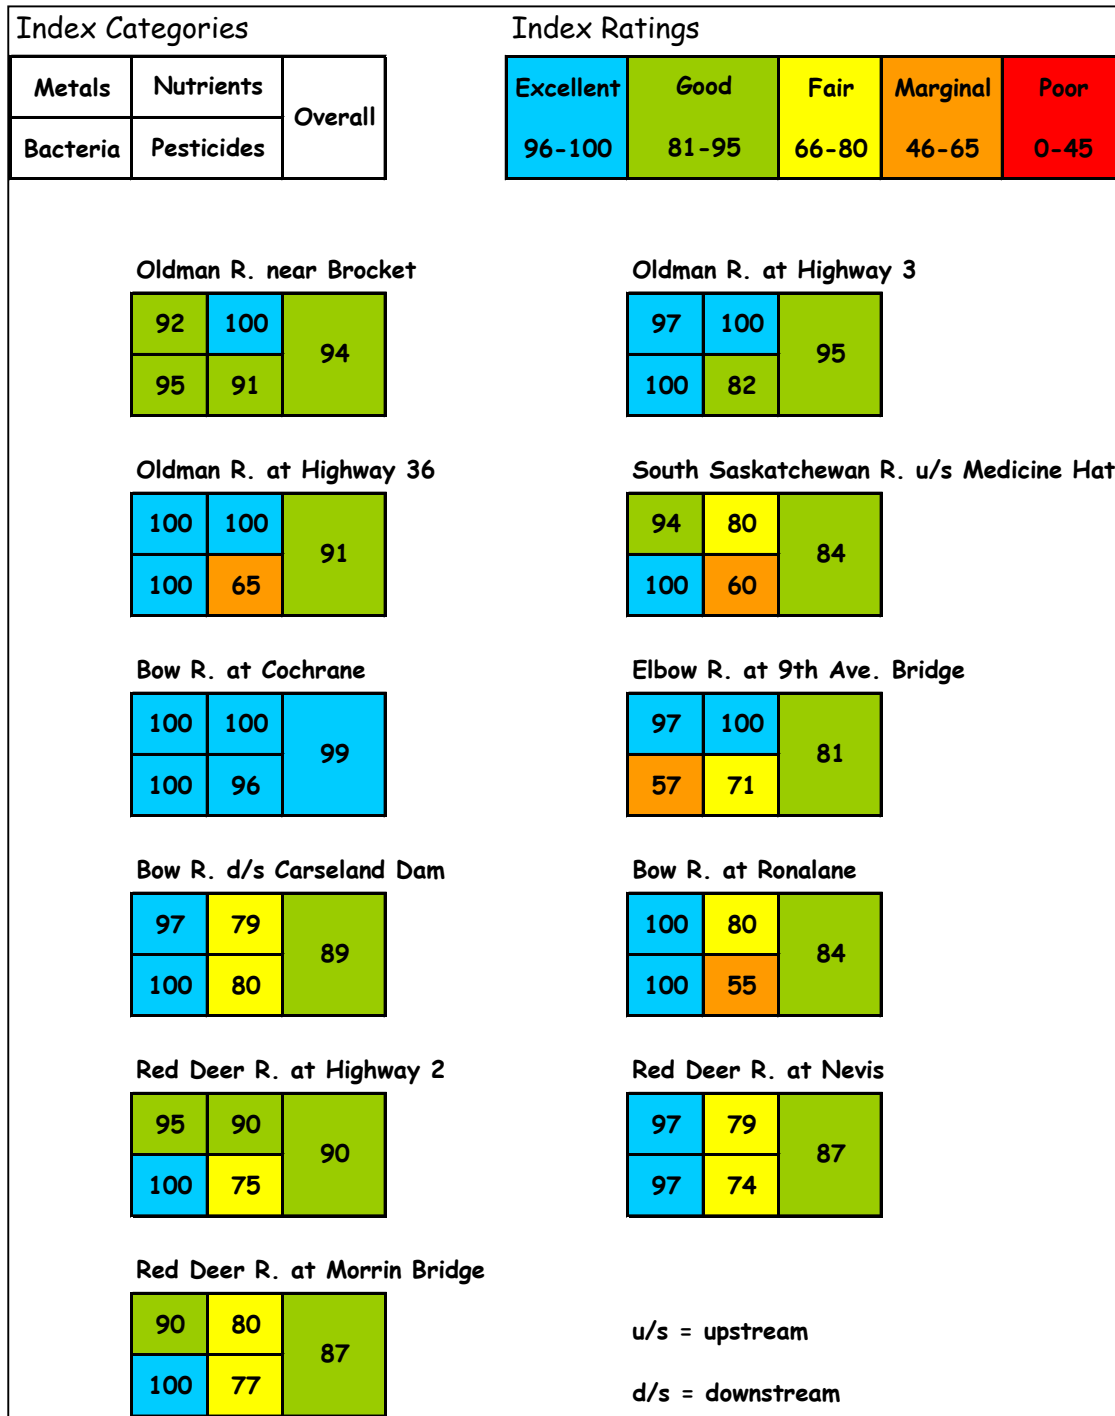 Index Categories
Index Ratings
Metals Nutrients Overall
Bacteria Pesticides
Excellent Good Fair Marginal Poor
96-100 81-95 66-80 46-65 0-45
Oldman R. near Brocket
92 100 94
95 91
Oldman R. at Highway 3
97 100 95
100 82
Oldman R. at Highway 36
100 100 91
100 65
South Saskatchewan R. u/s Medicine Hat
94 80 84
100 60
Bow R. at Cochrane
100 100 99
100 96
Elbow R. at 9th Ave. Bridge
97 100 81
57 71
Bow R. d/s Carseland Dam
97 79 89
100 80
Bow R. at Ronalane
100 80 84
100 55
Red Deer R. at Highway 2
95 90 90
100 75
Red Deer R. at Nevis
97 79 87
97 74
Red Deer R. at Morrin Bridge
90 80 87
100 77
u/s = upstream
d/s = downstream